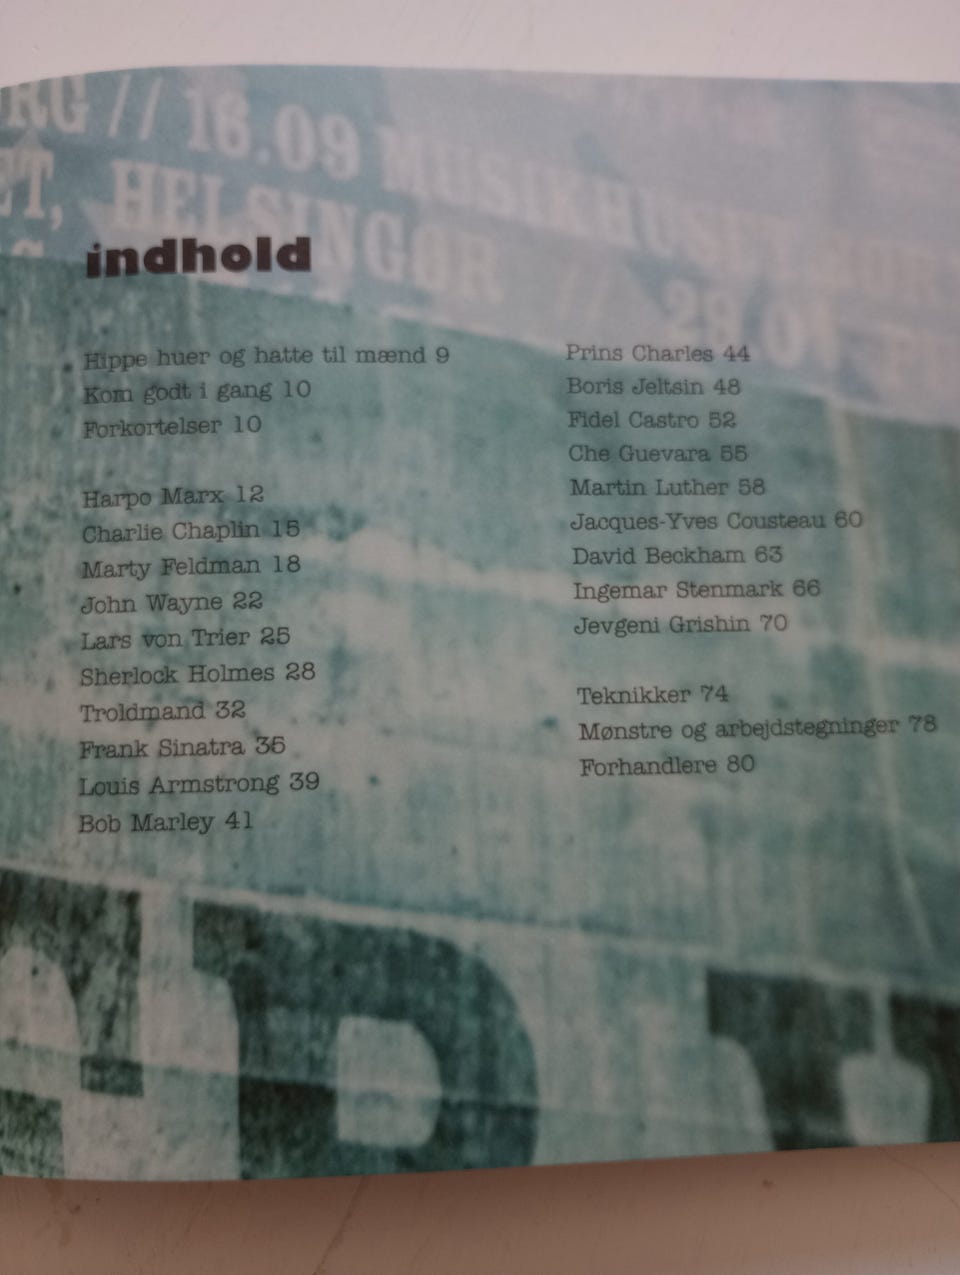 // 16.09 MUSIKHUSET
HELSINGØR //
indhold
Hippe huer og hatte til mænd 9
Kom godt i gang 10
Forkortelser 10
Harpo Marx 12
Charlie Chaplin 15
Marty Feldman 18
John Wayne 22
Lars von Trier 25
Sherlock Holmes 28
Troldmand 32
Frank Sinatra 36
Louis Armstrong 39
Bob Marley 41
Prins Charles 44
Boris Jeltsin 48
Fidel Castro 52
Che Guevara 55
Martin Luther 58
Jacques-Yves Cousteau 60
David Beckham 63
Ingemar Stenmark 66
Jevgeni Grishin 70
Teknikker 74
Mønstre og arbejdstegninger 78
Forhandlere 80